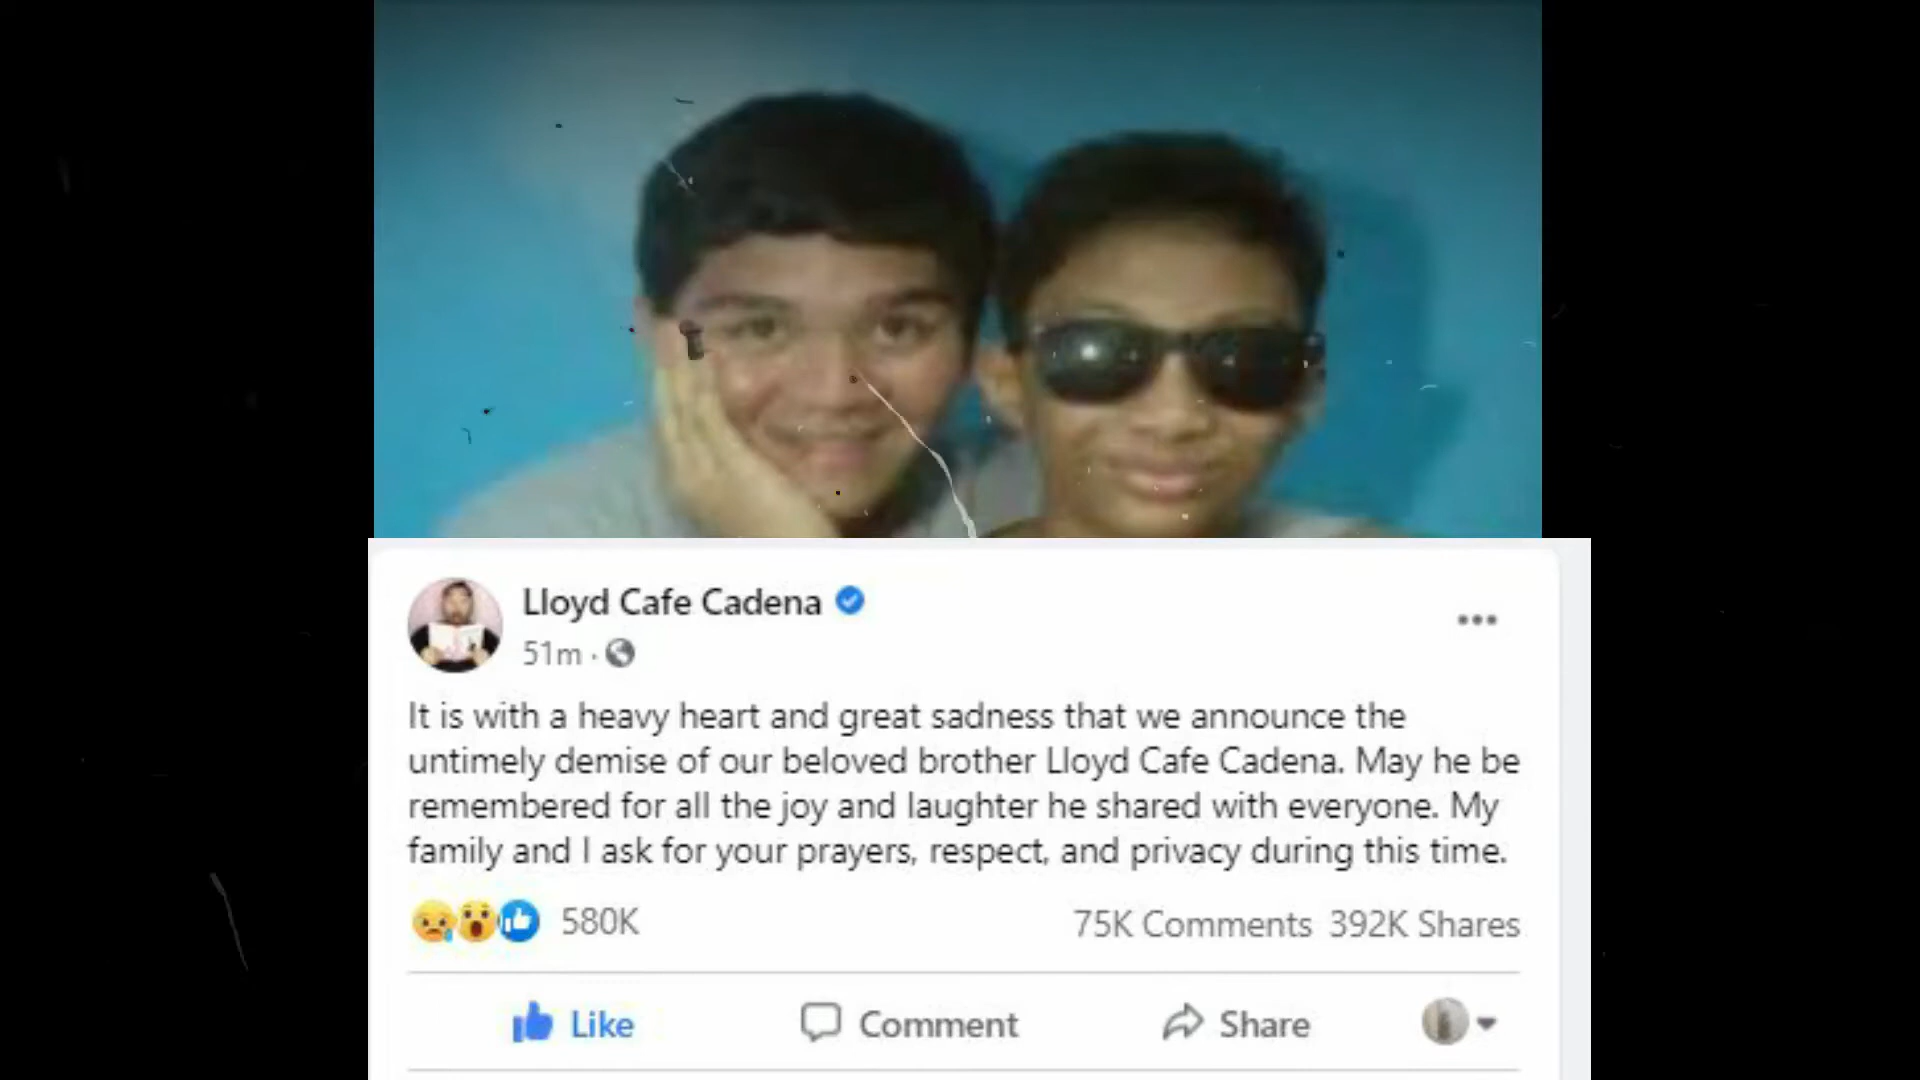 Lloyd Cafe Cadena
51m ·
It is with a heavy heart and great sadness that we announce the
untimely demise of our beloved brother Lloyd Cafe Cadena. May he be
remembered for all the joy and laughter he shared with everyone. My
family and I ask for your prayers, respect, and privacy during this time.
580K 75K Comments 392K Shares
Like Comment Share